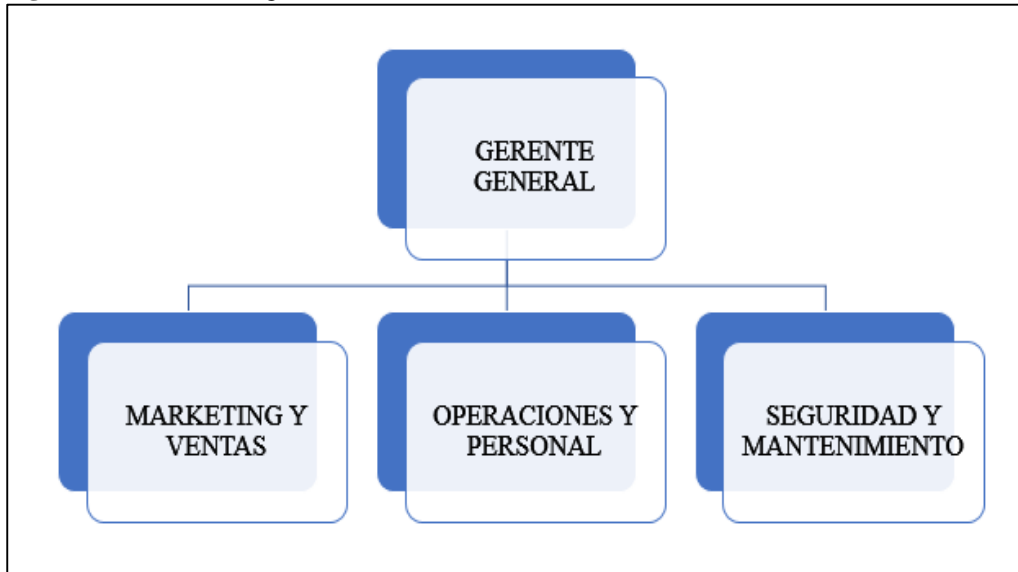 GERENTE
GENERAL
MARKETING Y
VENTAS
OPERACIONES Y
PERSONAL
SEGURIDAD Y
MANTENIMIENTO